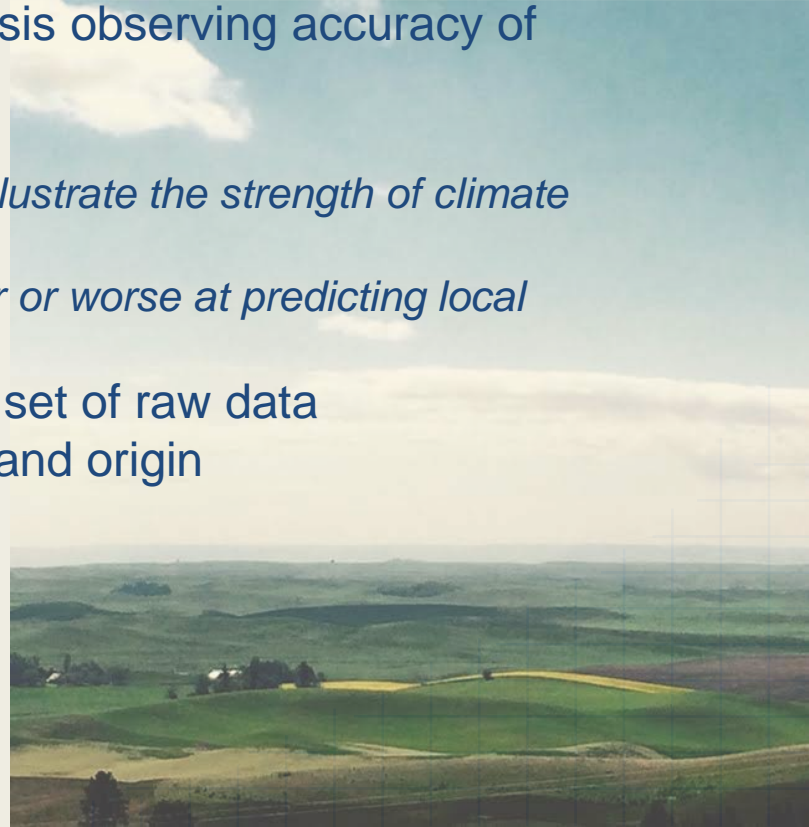 sis observing accuracy of
lustrate the strength of climate
r or worse at predicting local
set of raw data
and origin